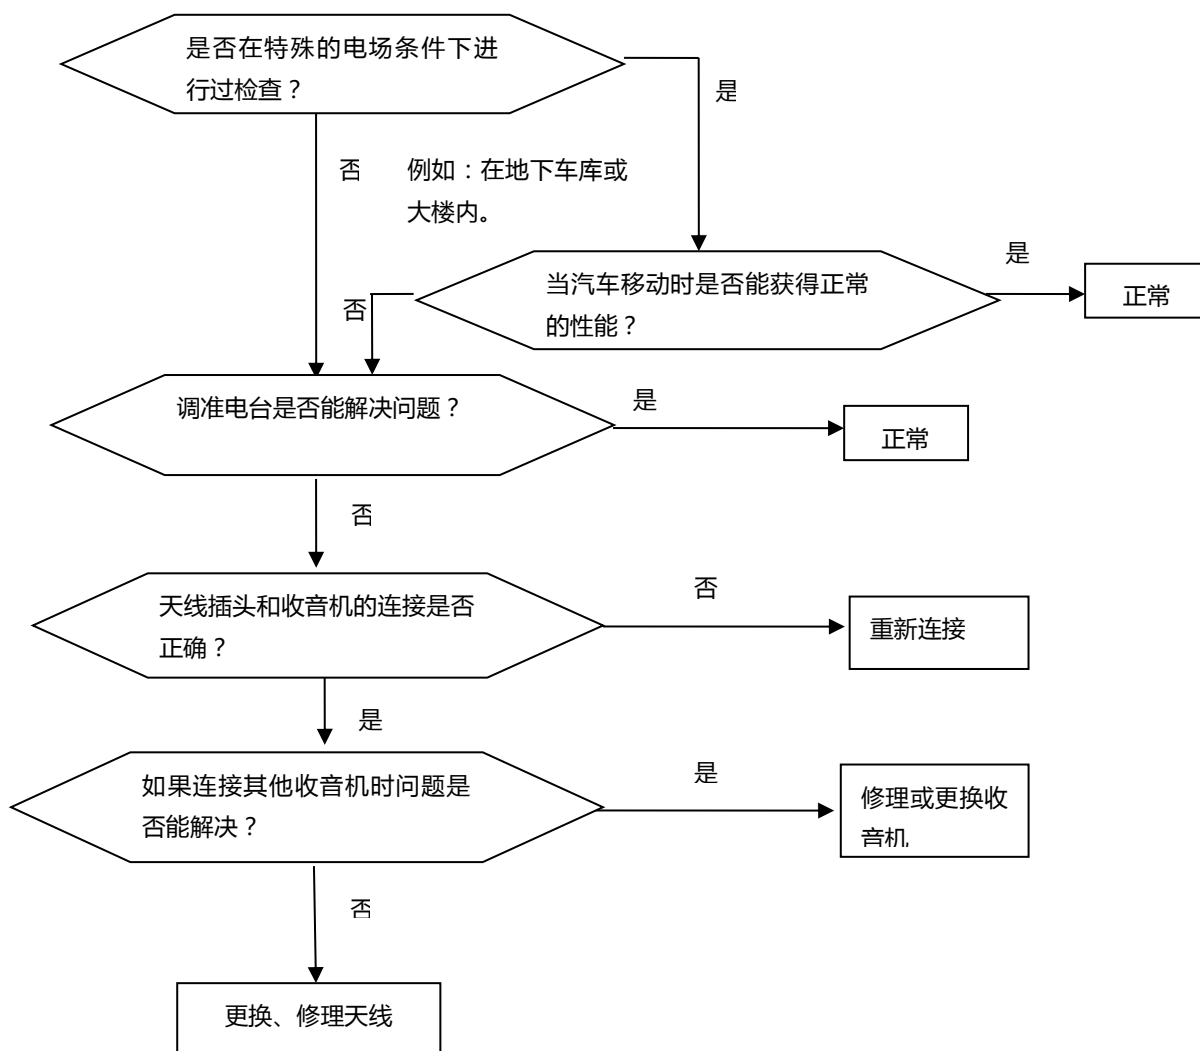 是否在特殊的电场条件下进
行过检查？
是
否
例如：在地下车库或
大楼内。
是
当汽车移动时是否能获得正常
的性能？
正常
否
调准电台是否能解决问题？
是
正常
否
天线插头和收音机的连接是否
正确？
否
重新连接
是
如果连接其他收音机时问题是
否能解决？
是
修理或更换收
音机
否
更换、修理天线